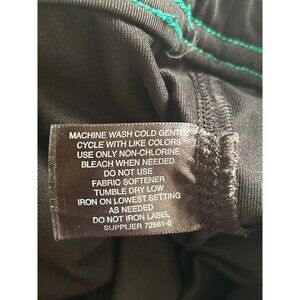 MACHINE WASH COLD GENTLE
CYCLE WITH LIKE COLORS
USE ONLY NON-CHLORINE
BLEACH WHEN NEEDED
DO NOT USE
FABRIC SOFTENER
TUMBLE DRY LOW
IRON ON LOWEST SETTING
AS NEEDED
DO NOT IRON LABEL
SUPPLIER 72881-6